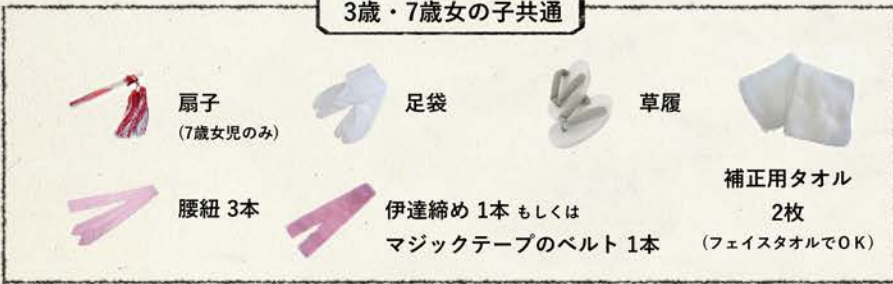 3歳・7歳女の子共通
扇子
(7歳女児のみ)
足袋
草履
補正用タオル
2枚
(フェイスタオルでOK)
腰紐 3本
伊達締め 1本 もしくは
マジックテープのベルト 1本